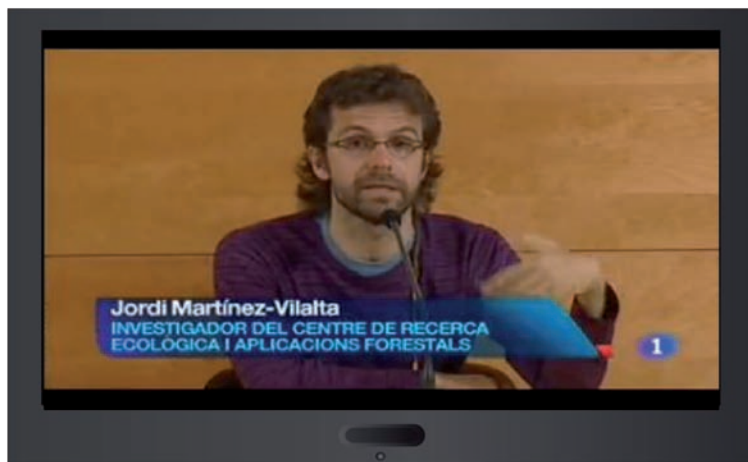 Jordi Martínez-Vilalta
INVESTIGADOR DEL CENTRE DE RECERCA
ECOLÒGICA I APLICACIONS FORESTALS
1